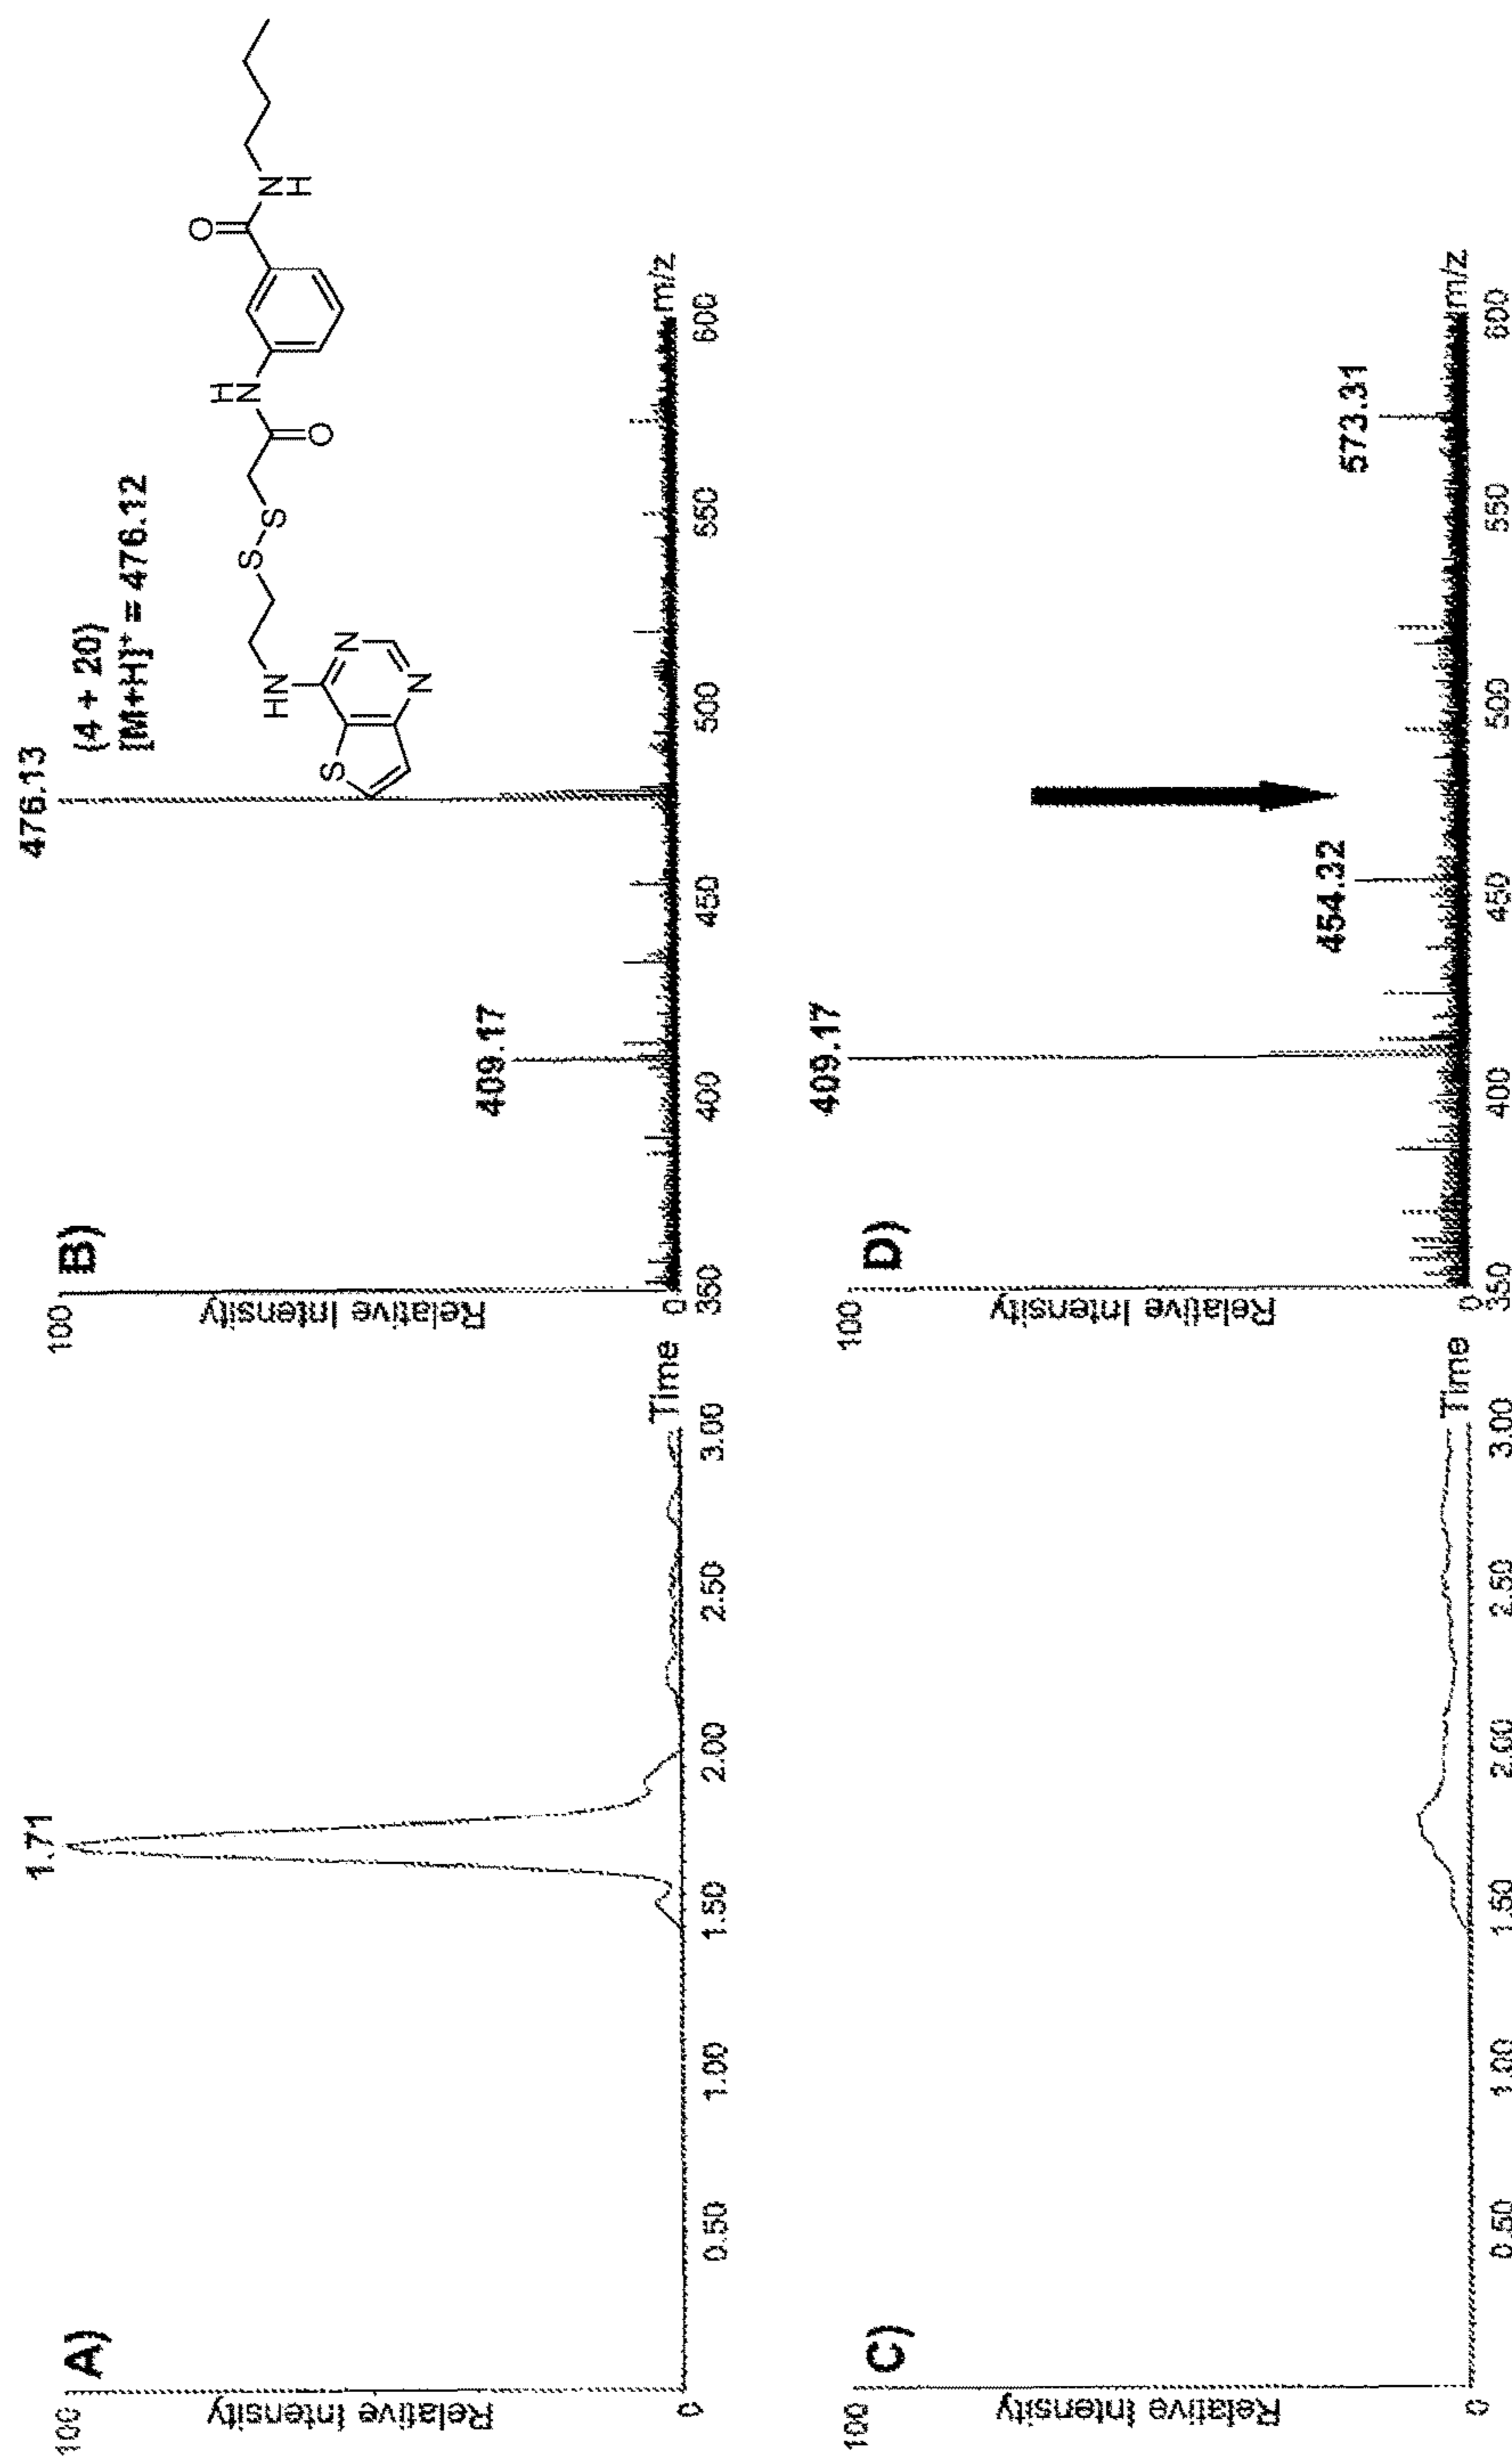 A)
1.71
100
Relative Intensity
0
0.50
1.00
1.50
2.00
2.50
3.00
Time
B)
476.13
{4 + 20}
[M+H]⁺ = 476.12
409.17
100
Relative Intensity
0
350
400
450
500
550
600
m/z
S
N
N
HN
S
S
O
H
N
O
N
H
C)
100
Relative Intensity
0
0.50
1.00
1.50
2.00
2.50
3.00
Time
D)
409.17
454.32
573.31
100
Relative Intensity
0
350
400
450
500
550
600
m/z